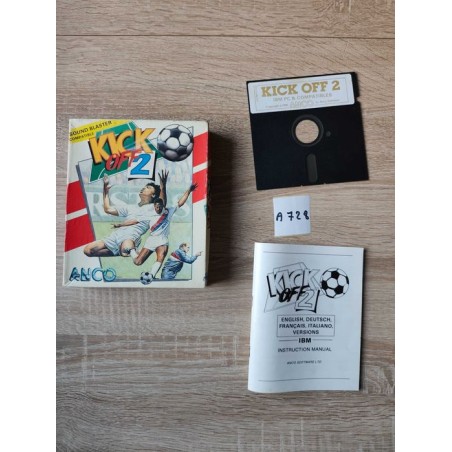 SOUND BLASTER
COMPATIBLE
KICK
OFF 2
ANCO
KICK OFF 2
IBM PC & COMPATIBLES
A 728
KICK
OFF 2
ENGLISH, DEUTSCH,
FRANÇAIS, ITALIANO,
VERSIONS
IBM
INSTRUCTION MANUAL
ANCO SOFTWARE LTD